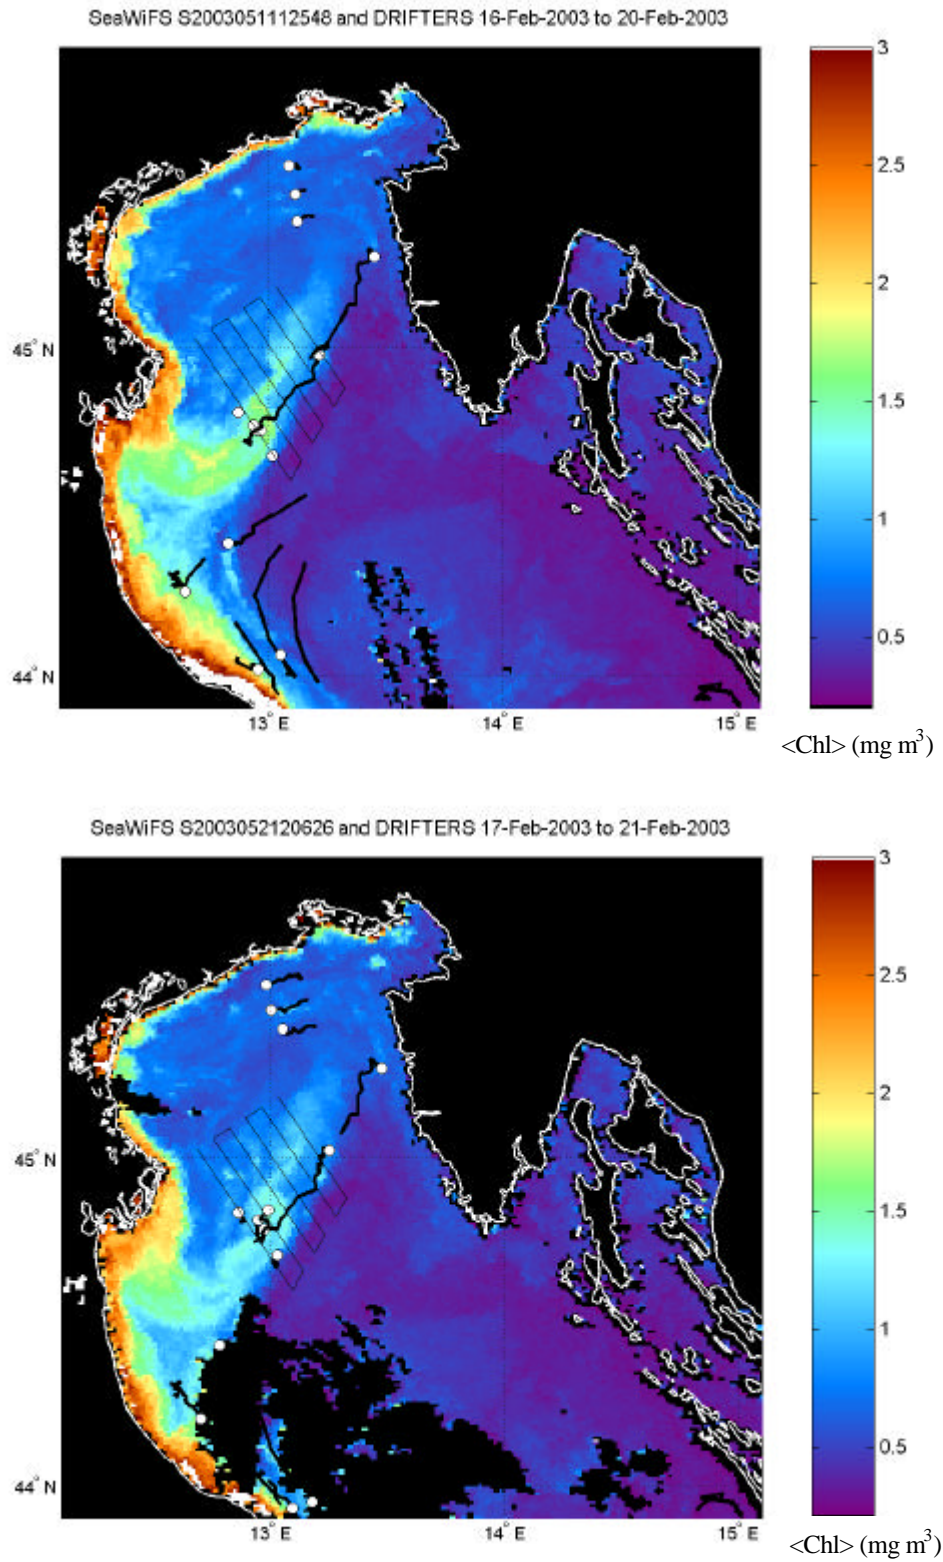 SeaWiFS S2003051112548 and DRIFTERS 16-Feb-2003 to 20-Feb-2003
3
2.5
2
1.5
1
0.5
45° N
44° N
13° E
14° E
15° E
<Chl> (mg m³)
SeaWiFS S2003052120626 and DRIFTERS 17-Feb-2003 to 21-Feb-2003
3
2.5
2
1.5
1
0.5
45° N
44° N
13° E
14° E
15° E
<Chl> (mg m³)